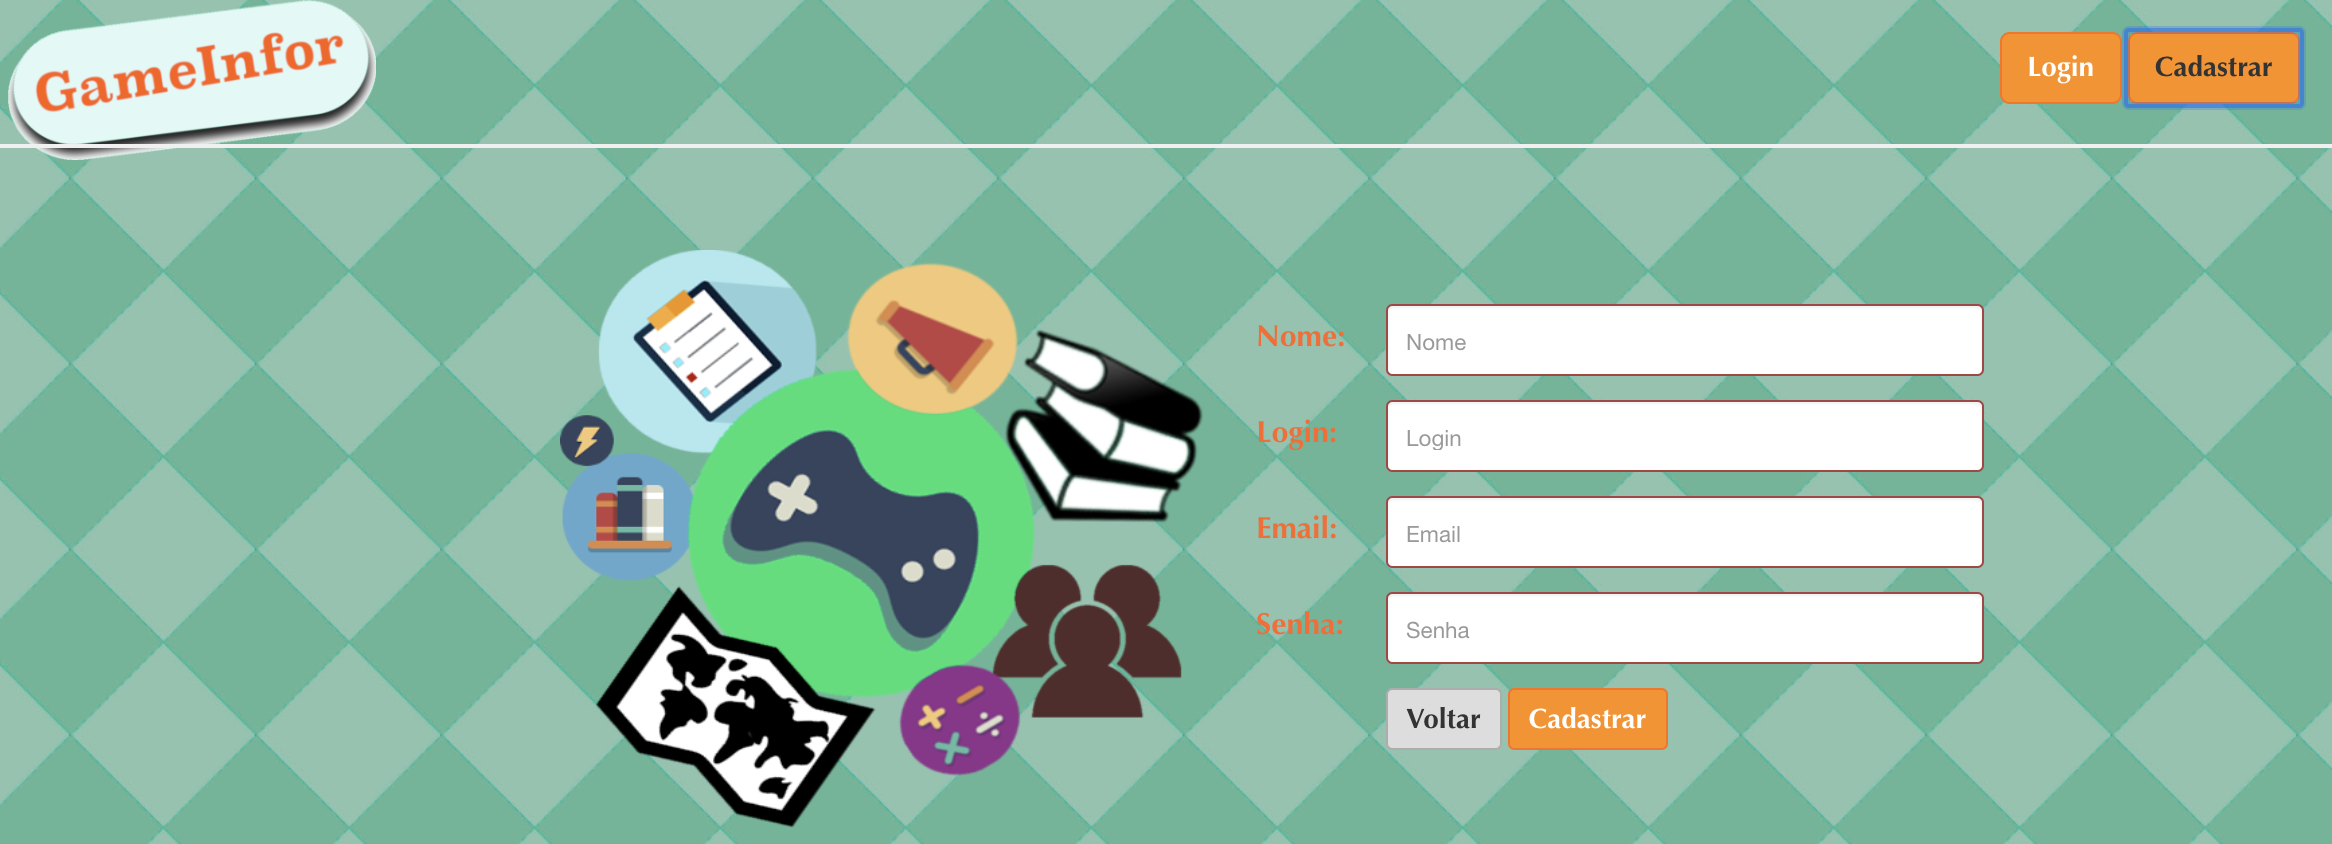 GameInfor
Login Cadastrar
Nome: Nome
Login: Login
Email: Email
Senha: Senha
Voltar Cadastrar